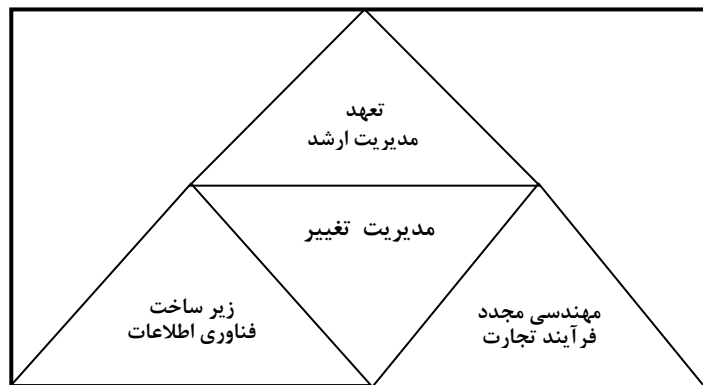 تعهد
مدیریت ارشد
مدیریت تغییر
مهندسی مجدد
فرآیند تجارت
زیر ساخت
فناوری اطلاعات